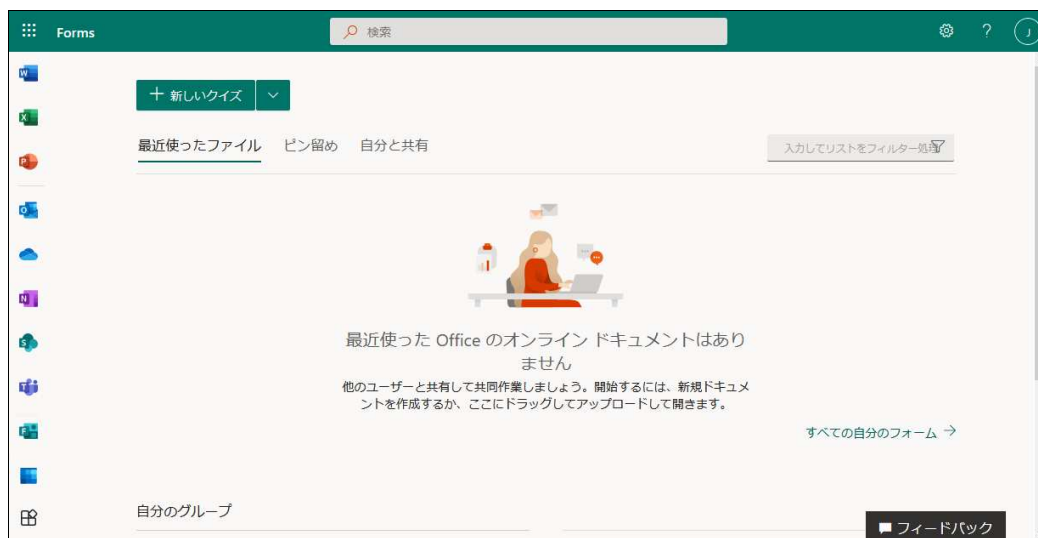 Forms
検索
?
J
+ 新しいクイズ
最近使ったファイル ピン留め 自分と共有
入力してリストをフィルター処理
最近使った Office のオンライン ドキュメントはあり
ません
他のユーザーと共有して共同作業しましょう。開始するには、新規ドキュメ
ントを作成するか、ここにドラッグしてアップロードして開きます。
すべての自分のフォーム →
自分のグループ
フィードバック